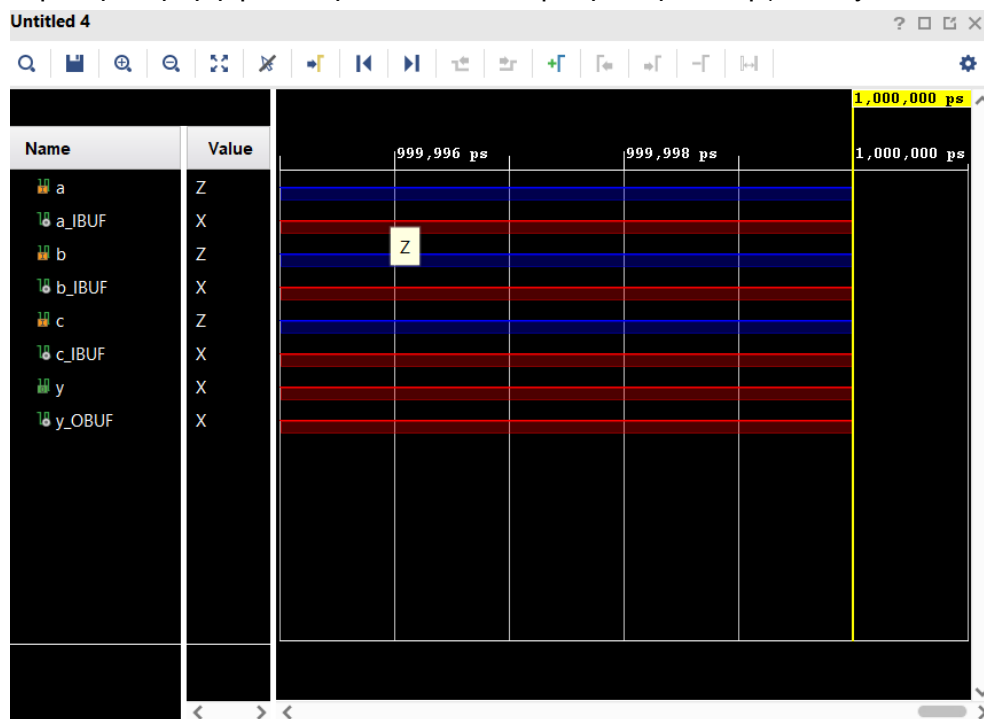 Untitled 4
1,000,000 ps
Name Value 999,996 ps 999,998 ps 1,000,000 ps
a Z
a_IBUF X
Z
b Z
b_IBUF X
c Z
c_IBUF X
y X
y_OBUF X